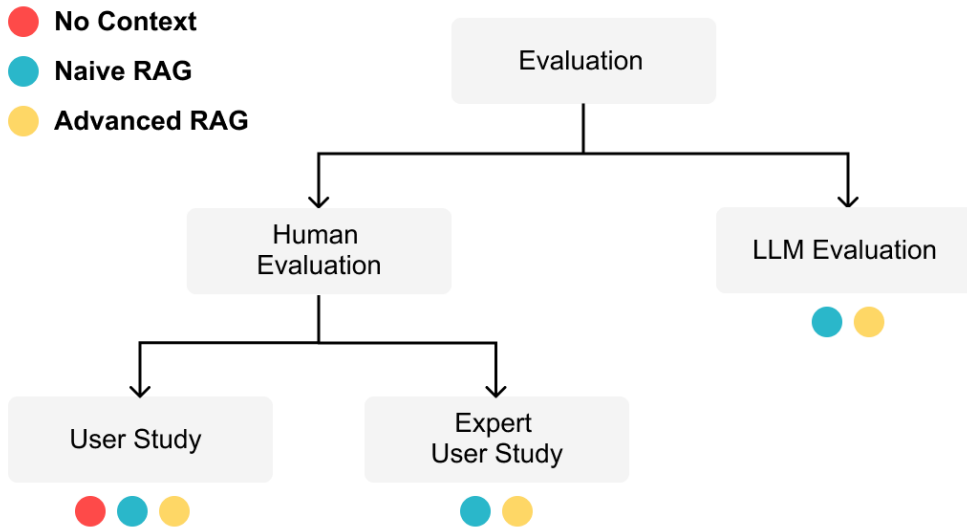 No Context
Naive RAG
Advanced RAG
Evaluation
Human
Evaluation
LLM Evaluation
User Study
Expert
User Study